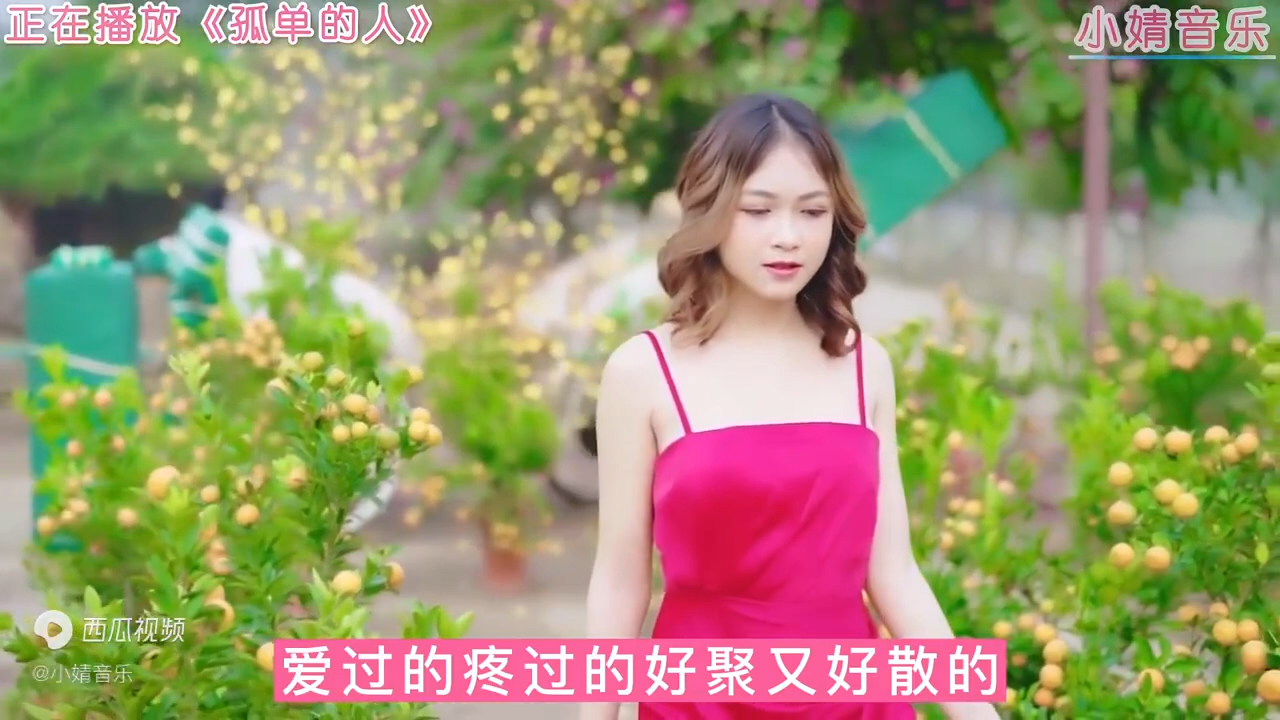 正在播放《孤单的人》
小婧音乐
西瓜视频
@小婧音乐
爱过的疼过的好聚又好散的